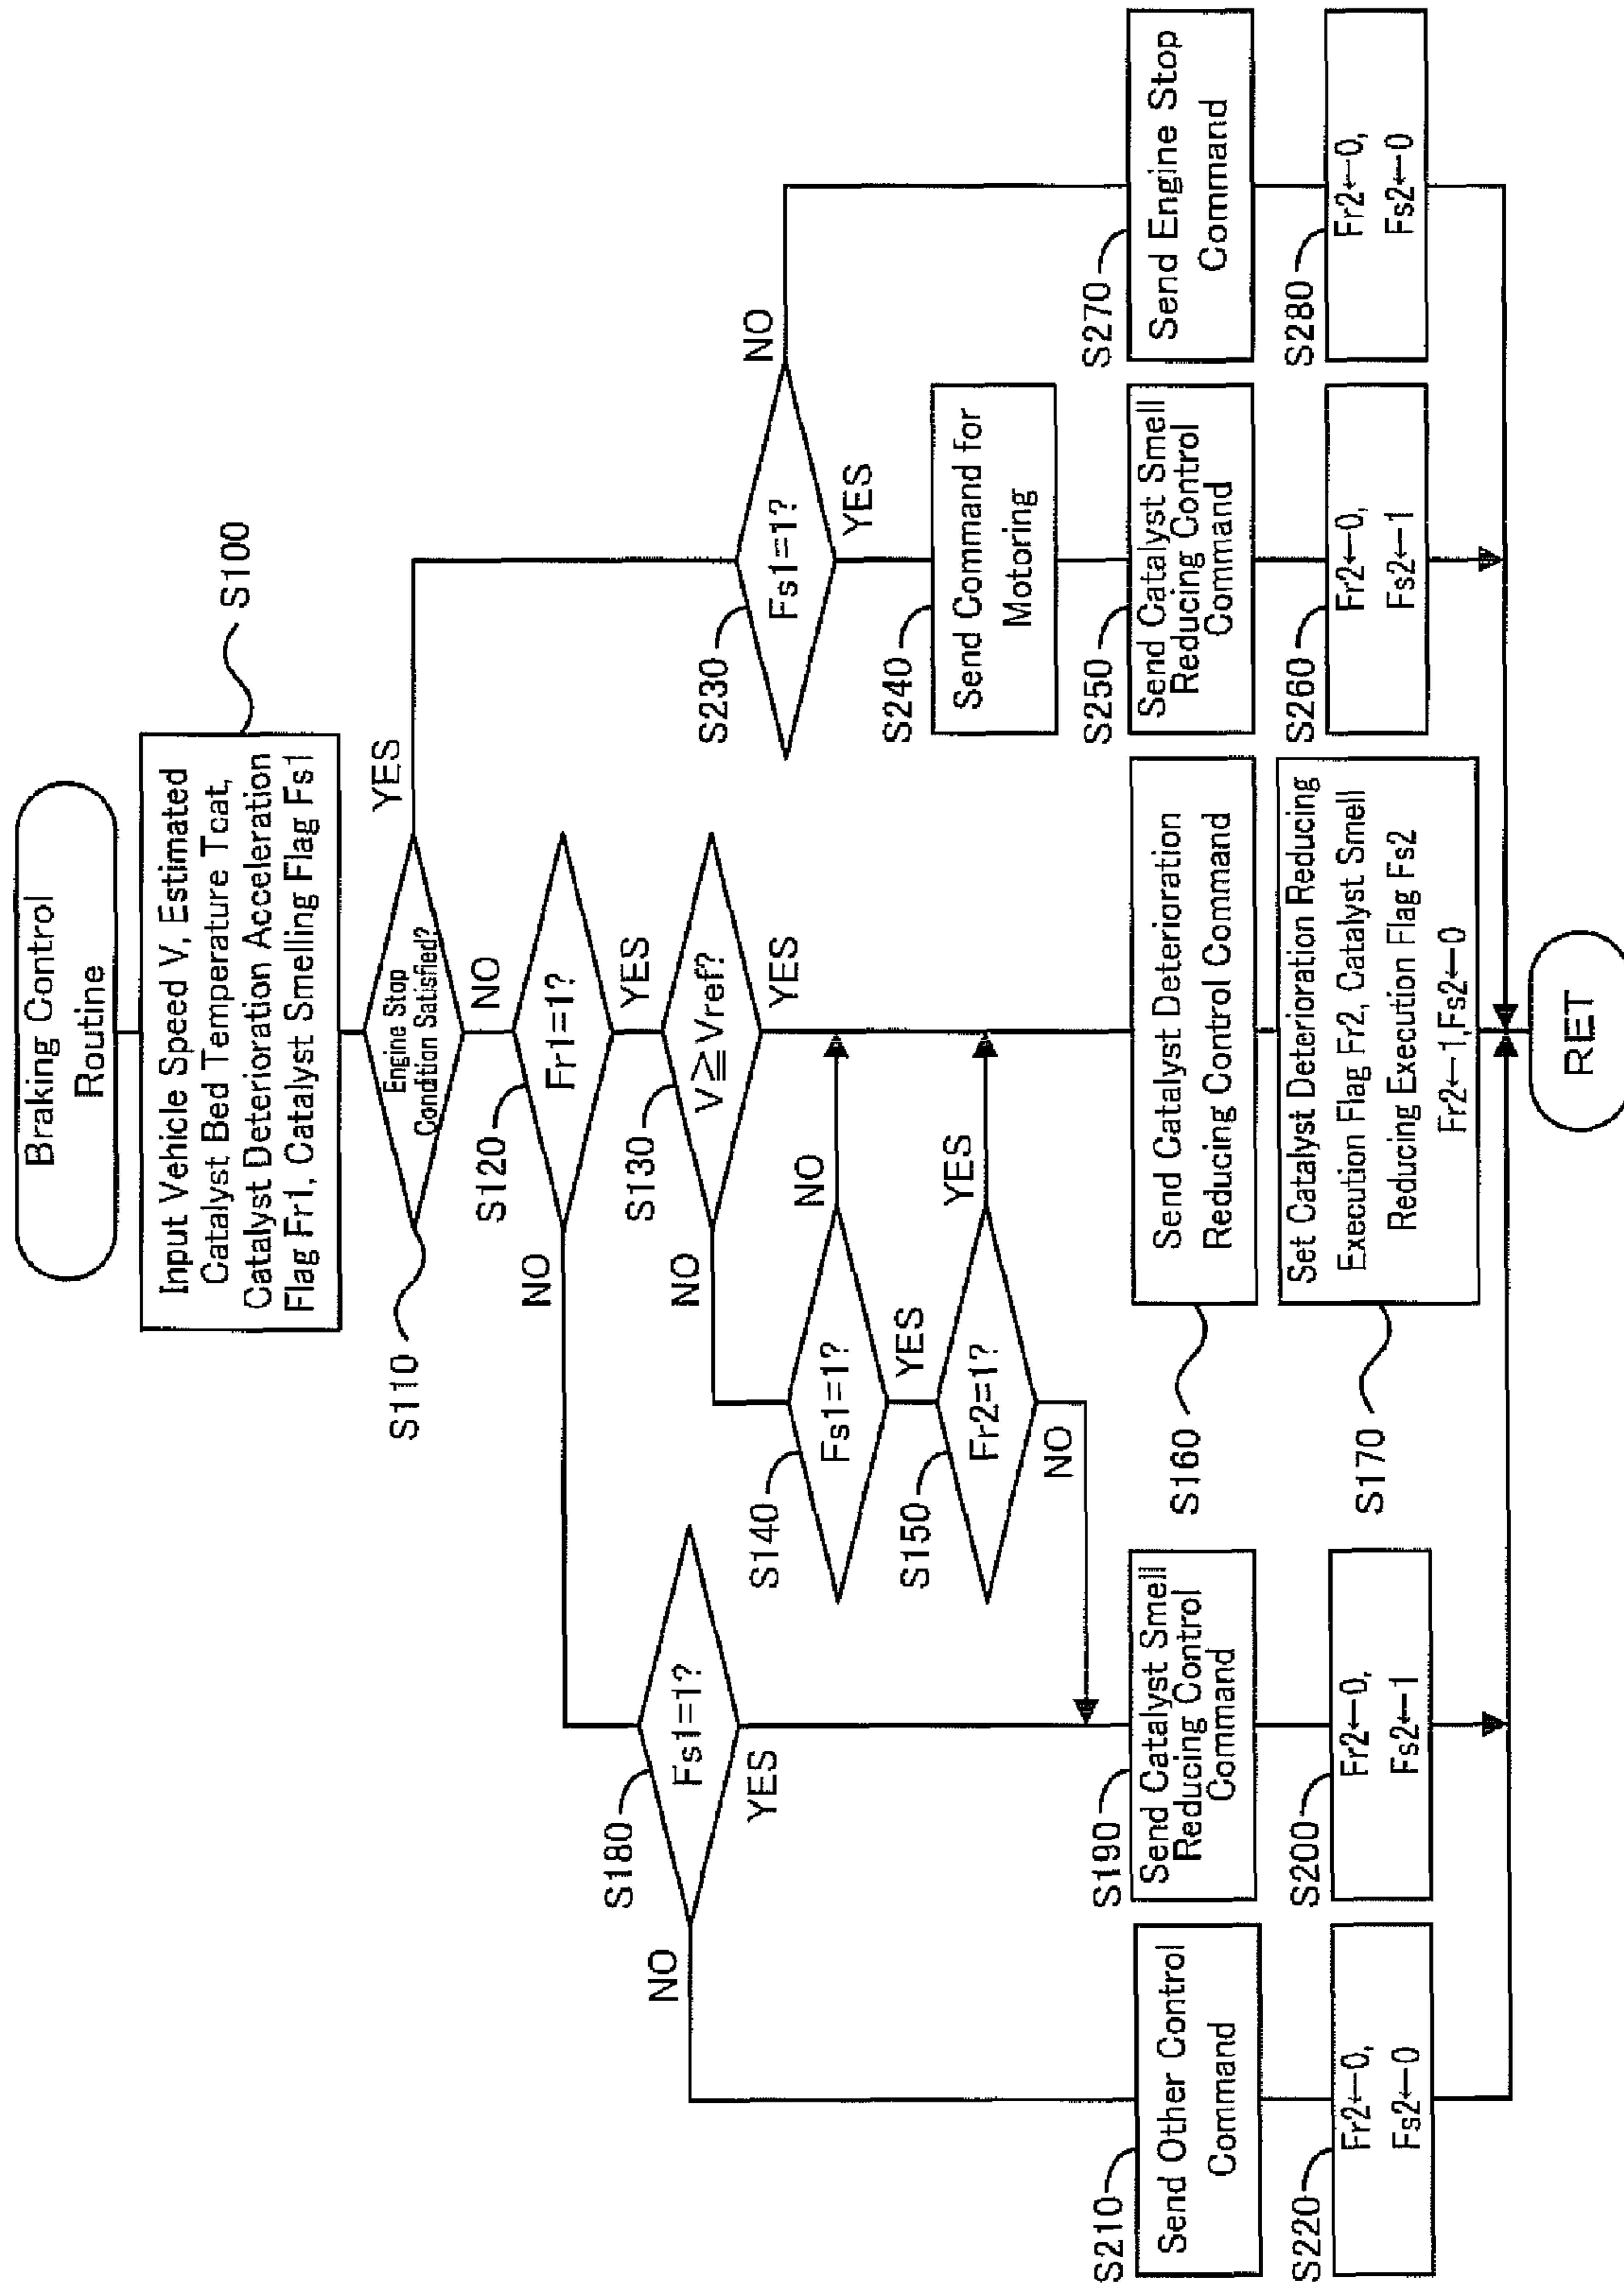 Braking Control
Routine
S100
Input Vehicle Speed V, Estimated
Catalyst Bed Temperature Tcat,
Catalyst Deterioration Acceleration
Flag Fr1, Catalyst Smelling Flag Fs1
S110
Engine Stop
Condition Satisfied?
YES
NO
S120
Fr1=1?
NO
YES
S130
V≧Vref?
NO
YES
S180
Fs1=1?
NO
YES
S140
Fs1=1?
NO
YES
S150
Fr2=1?
YES
NO
S230
Fs1=1?
NO
YES
S240
Send Command for
Motoring
S210
Send Other Control
Command
S190
Send Catalyst Smell
Reducing Control
Command
S160
Send Catalyst Deterioration
Reducing Control Command
S250
Send Catalyst Smell
Reducing Control
Command
S270
Send Engine Stop
Command
S220
Fr2←0,
Fs2←0
S200
Fr2←0,
Fs2←1
S170
Set Catalyst Deterioration Reducing
Execution Flag Fr2, Catalyst Smell
Reducing Execution Flag Fs2
Fr2←1,Fs2←0
S260
Fr2←0,
Fs2←1
S280
Fr2←0,
Fs2←0
RET